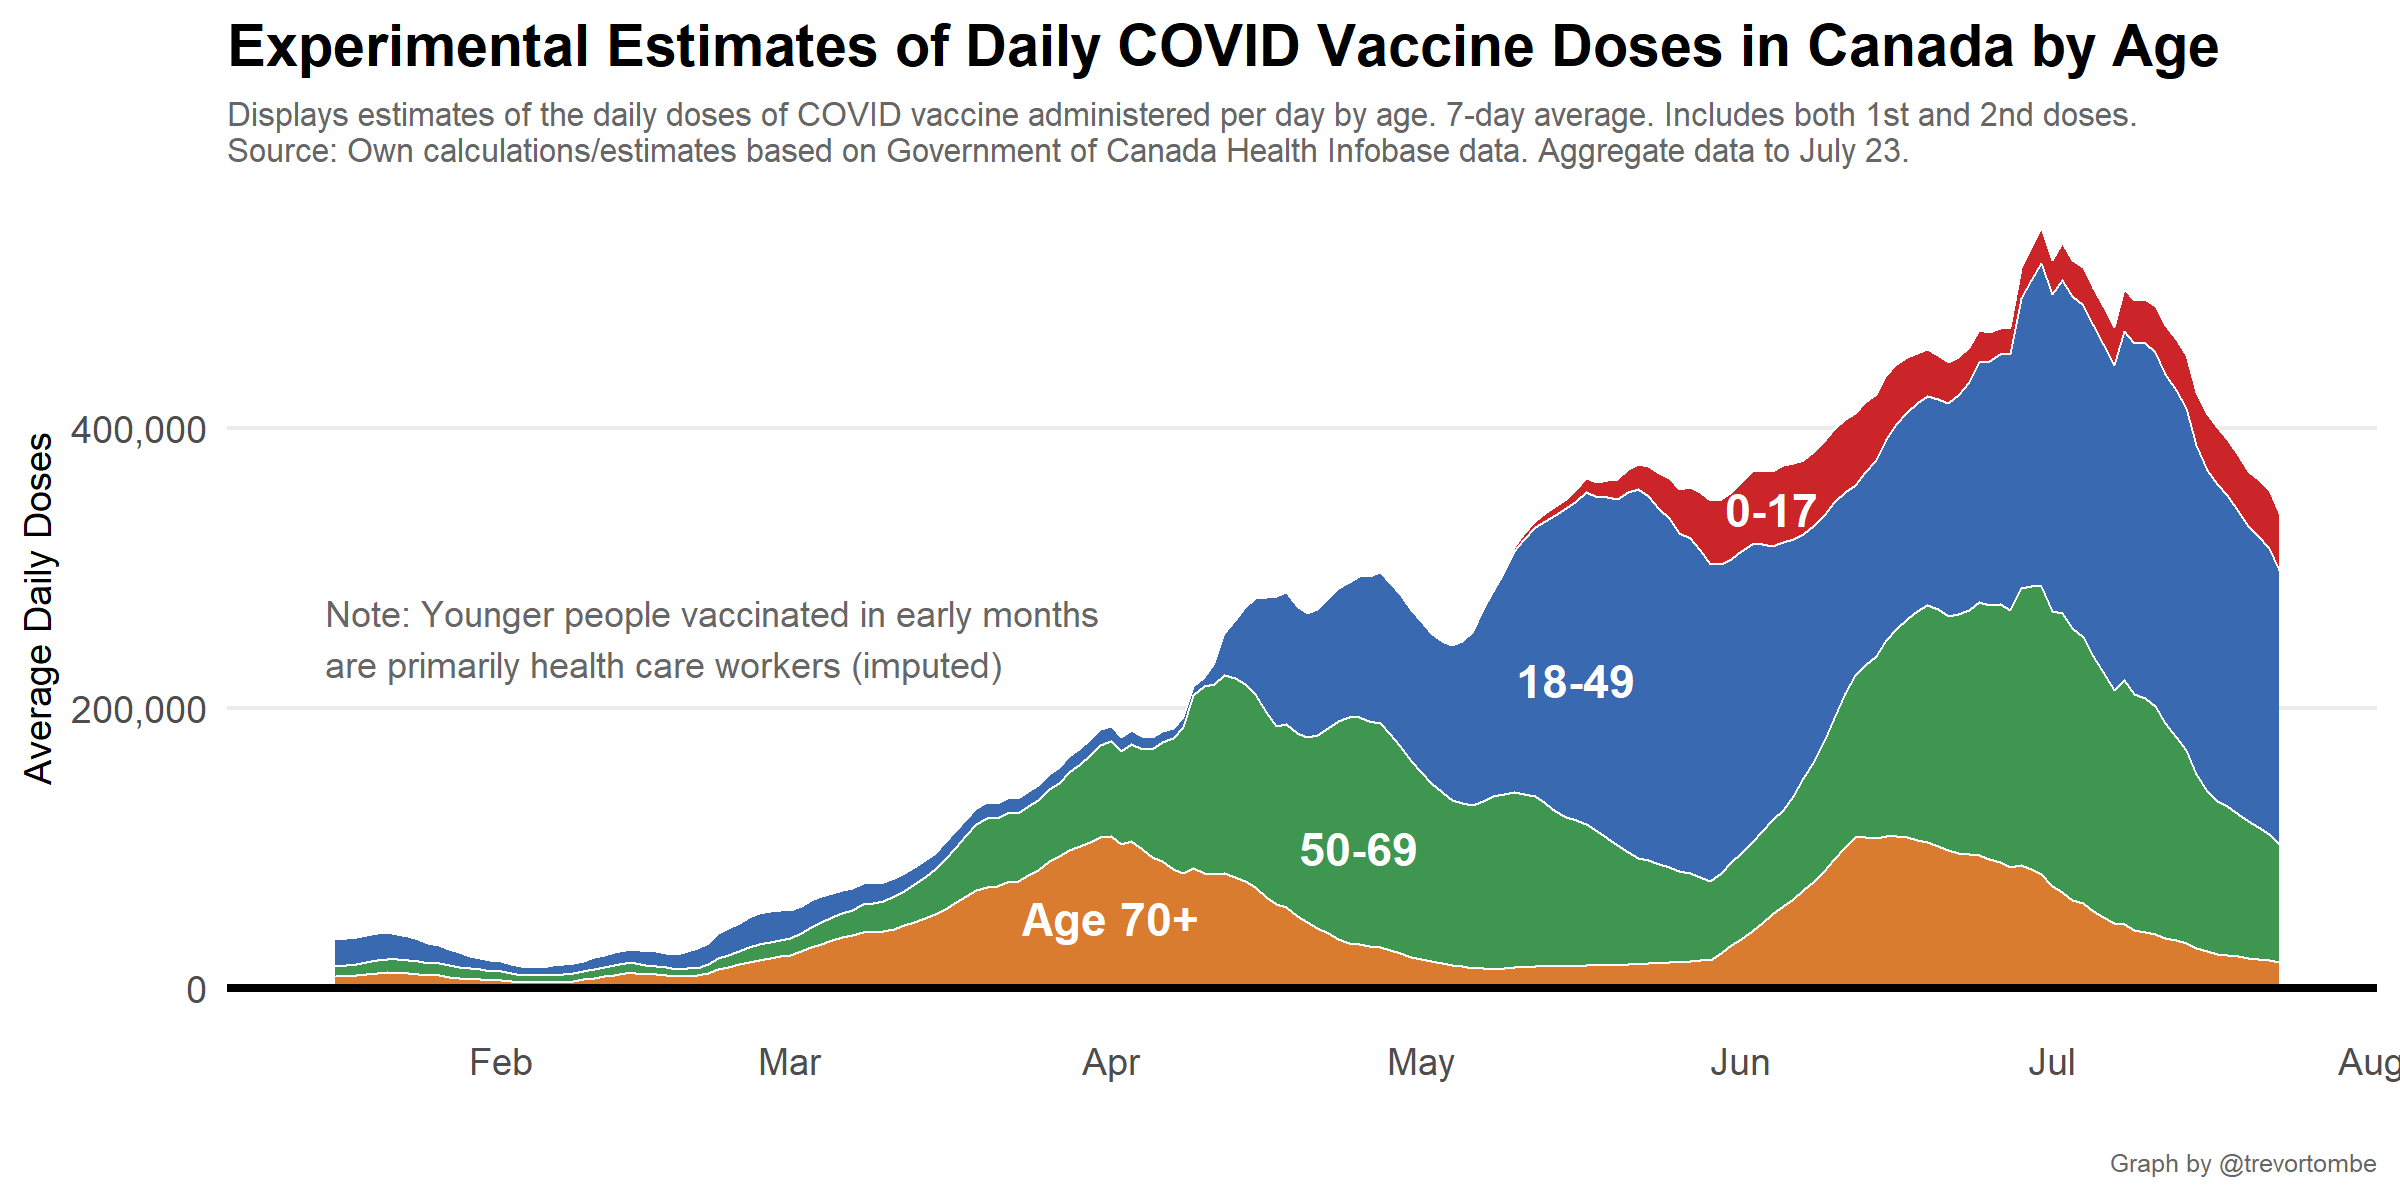 Experimental Estimates of Daily COVID Vaccine Doses in Canada by Age
Displays estimates of the daily doses of COVID vaccine administered per day by age. 7-day average. Includes both 1st and 2nd doses.
Source: Own calculations/estimates based on Government of Canada Health Infobase data. Aggregate data to July 23.
Average Daily Doses
400,000
200,000
0
Note: Younger people vaccinated in early months
are primarily health care workers (imputed)
0-17
18-49
50-69
Age 70+
Feb
Mar
Apr
May
Jun
Jul
Aug
Graph by @trevortombe